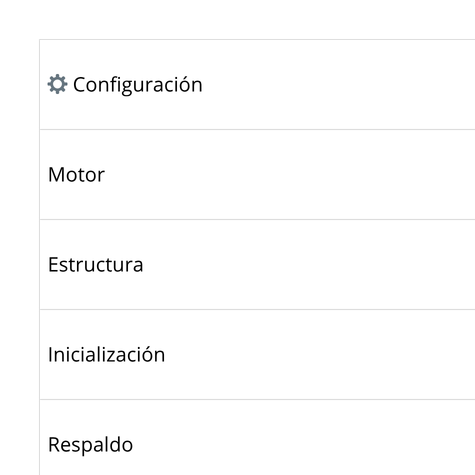 Configuración
Motor
Estructura
Inicialización
Respaldo